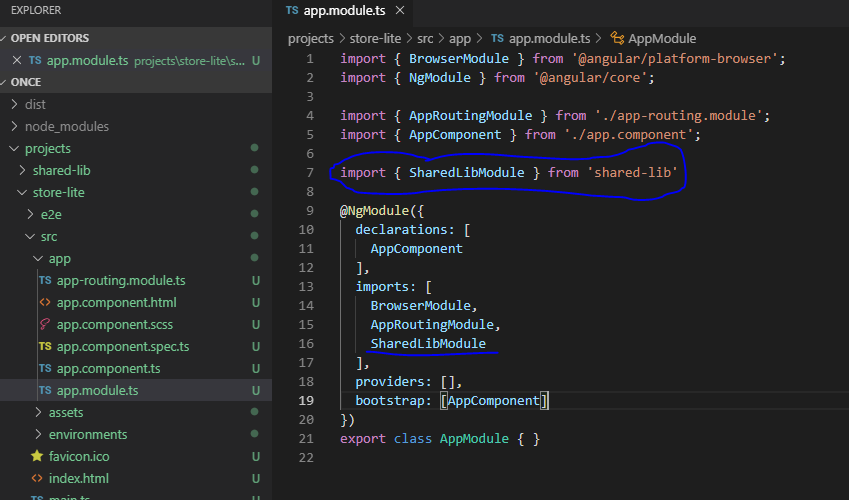 EXPLORER
OPEN EDITORS
TS app.module.ts projects\store-lite\s... U
ONCE
dist
node_modules
projects
shared-lib
store-lite
e2e
src
app
TS app-routing.module.ts U
app.component.html U
app.component.scss U
TS app.component.spec.ts U
TS app.component.ts U
TS app.module.ts U
assets
environments
favicon.ico U
index.html U
TS main.ts U
TS app.module.ts
projects > store-lite > src > app > TS app.module.ts > AppModule
1 import { BrowserModule } from '@angular/platform-browser';
2 import { NgModule } from '@angular/core';
3
4 import { AppRoutingModule } from './app-routing.module';
5 import { AppComponent } from './app.component';
6
7 import { SharedLibModule } from 'shared-lib'
8
9 @NgModule({
10 declarations: [
11 AppComponent
12 ],
13 imports: [
14 BrowserModule,
15 AppRoutingModule,
16 SharedLibModule
17 ],
18 providers: [],
19 bootstrap: [AppComponent]
20 })
21 export class AppModule { }
22